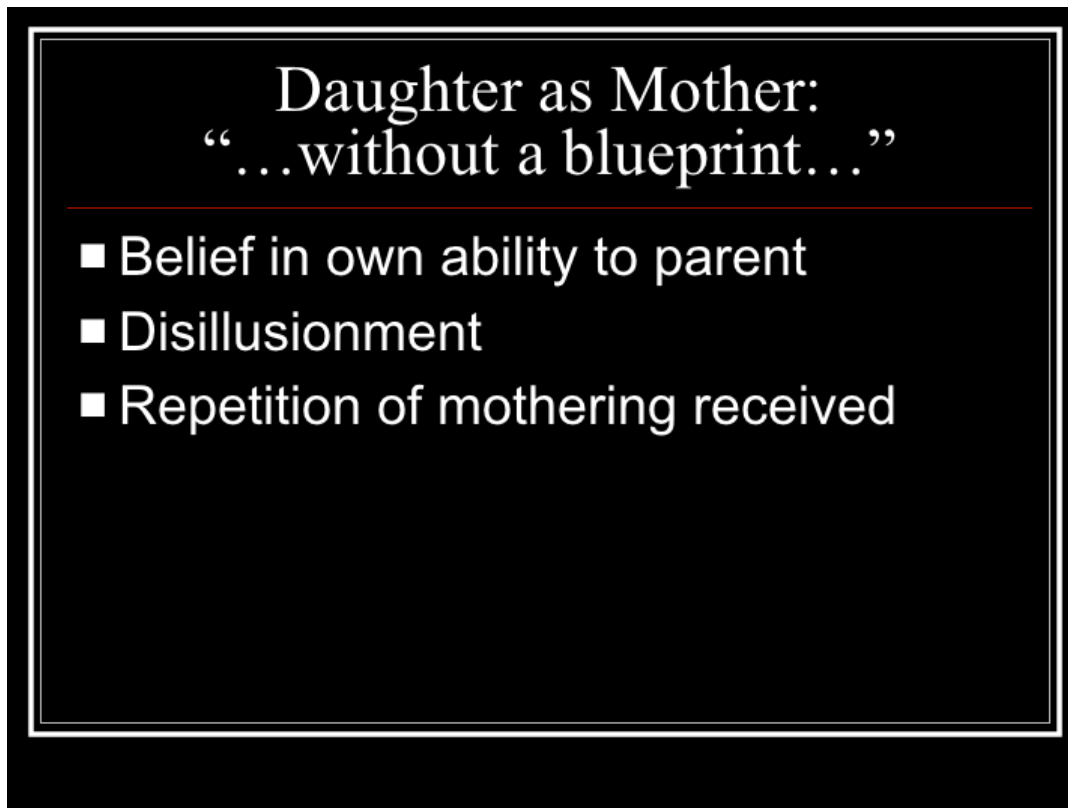 Daughter as Mother:
“…without a blueprint…”
■ Belief in own ability to parent
■ Disillusionment
■ Repetition of mothering received